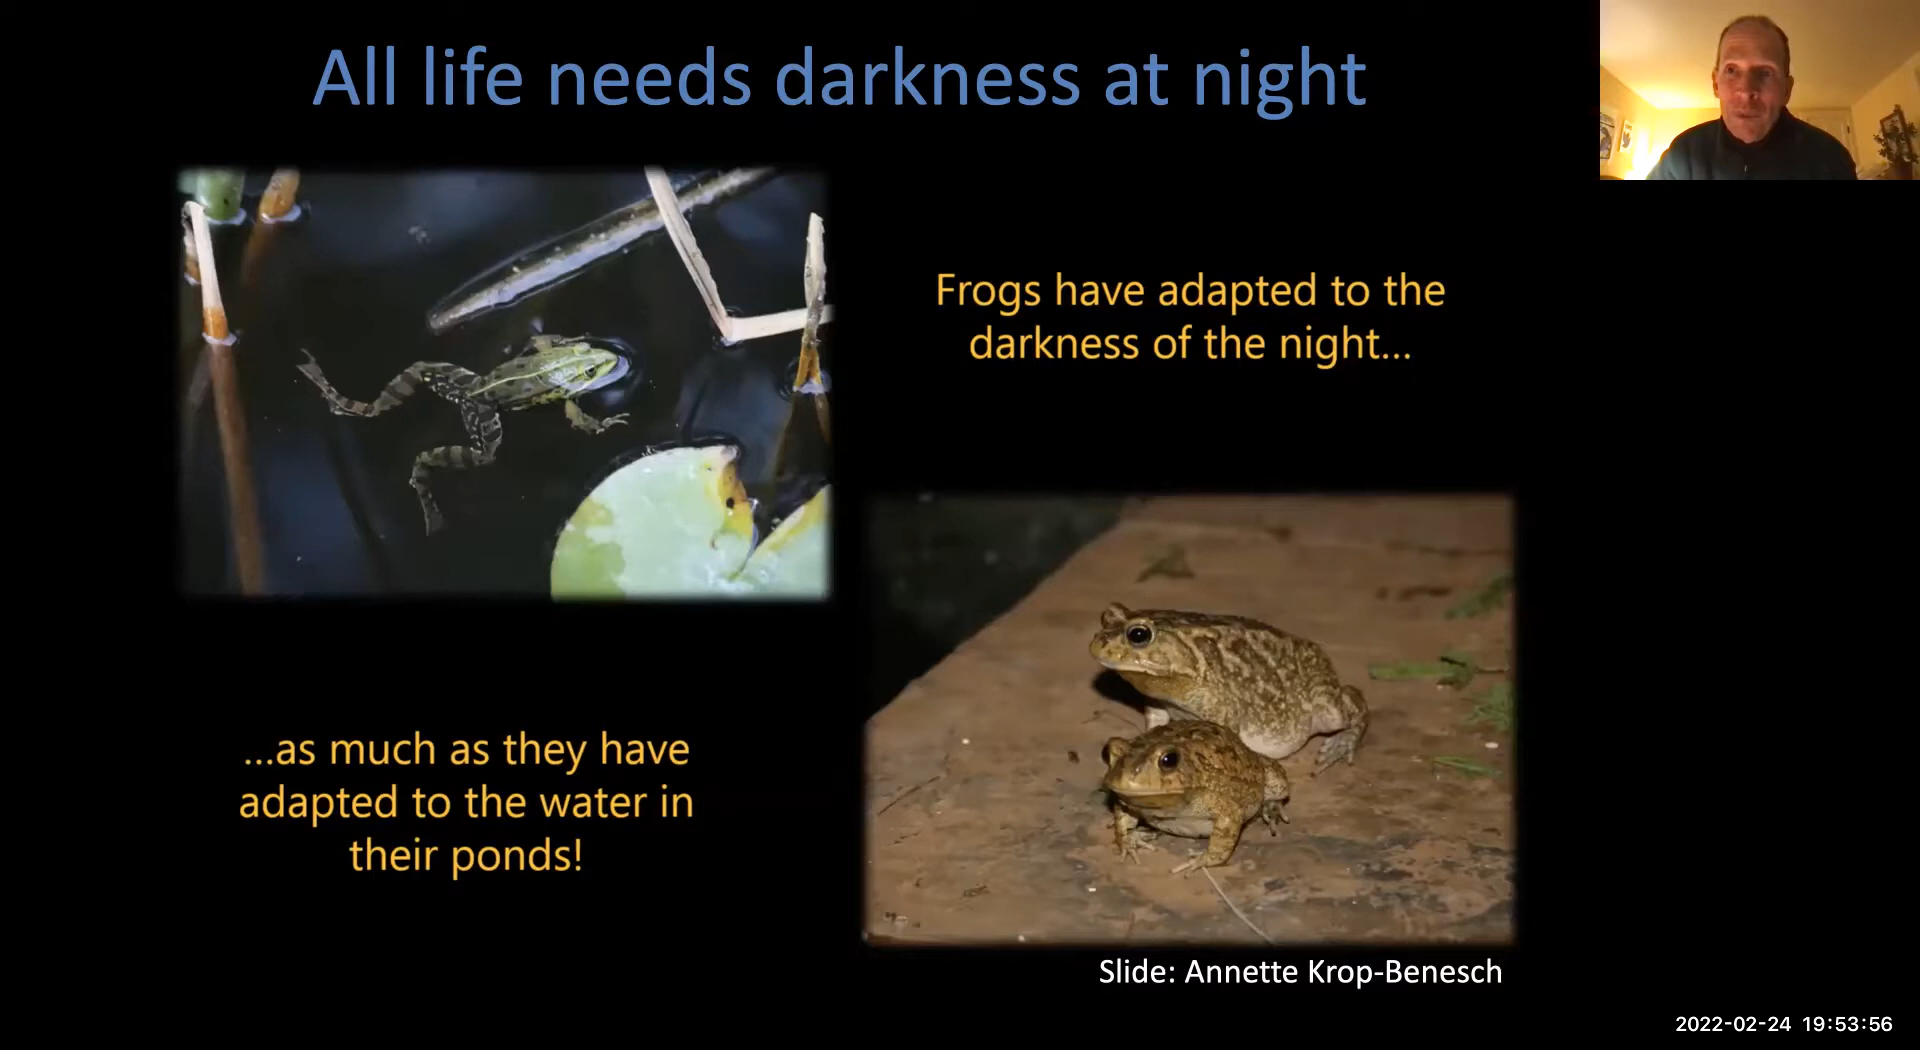 All life needs darkness at night
Frogs have adapted to the
darkness of the night...
...as much as they have
adapted to the water in
their ponds!
Slide: Annette Krop-Benesch
2022-02-24 19:53:56